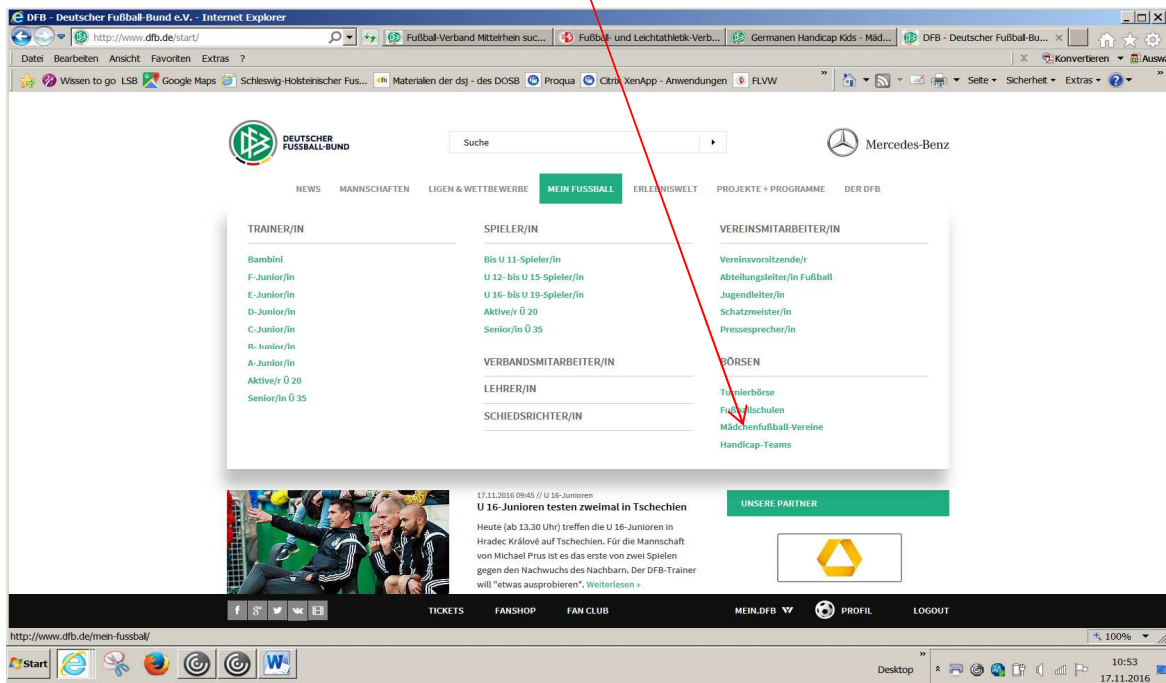 DFB - Deutscher Fußball-Bund e.V. - Internet Explorer
http://www.dfb.de/start/
Fußball-Verband Mittelrhein suc...
Fußball- und Leichtathletik-Verb...
Germanen Handicap Kids - Mäd...
DFB - Deutscher Fußball-Bu...
Datei Bearbeiten Ansicht Favoriten Extras ?
X Konvertieren Auswä
Wissen to go LSB Google Maps Schleswig-Holsteinischer Fus... Materialien der dsj - des DOSB Proqua Citrix XenApp - Anwendungen FLVW » Seite Sicherheit Extras »
DEUTSCHER
FUSSBALL-BUND
Suche
Mercedes-Benz
NEWS MANNSCHAFTEN LIGEN & WETTBEWERBE MEIN FUSSBALL ERLEBNISWELT PROJEKTE + PROGRAMME DER DFB
TRAINER/IN
Bambini
F-Junior/in
E-Junior/in
D-Junior/in
C-Junior/in
B-Junior/in
A-Junior/in
Aktive/r Ü 20
Senior/in Ü 35
SPIELER/IN
Bis U 11-Spieler/in
U 12- bis U 15-Spieler/in
U 16- bis U 19-Spieler/in
Aktive/r Ü 20
Senior/in Ü 35
VERBANDSMITARBEITER/IN
LEHRER/IN
SCHIEDSRICHTER/IN
VEREINSMITARBEITER/IN
Vereinsvorsitzende/r
Abteilungsleiter/in Fußball
Jugendleiter/in
Schatzmeister/in
Pressesprecher/in
BÖRSEN
Turnierbörse
Fußballschulen
Mädchenfußball-Vereine
Handicap-Teams
17.11.2016 09:45 // U 16-Junioren
U 16-Junioren testen zweimal in Tschechien
Heute (ab 13.30 Uhr) treffen die U 16-Junioren in
Hradec Králové auf Tschechien. Für die Mannschaft
von Michael Prus ist es das erste von zwei Spielen
gegen den Nachwuchs des Nachbarn. Der DFB-Trainer
will "etwas ausprobieren". Weiterlesen »
UNSERE PARTNER
TICKETS FANSHOP FAN CLUB MEIN.DFB PROFIL LOGOUT
http://www.dfb.de/mein-fussball/
100%
Start
Desktop »
10:53
17.11.2016